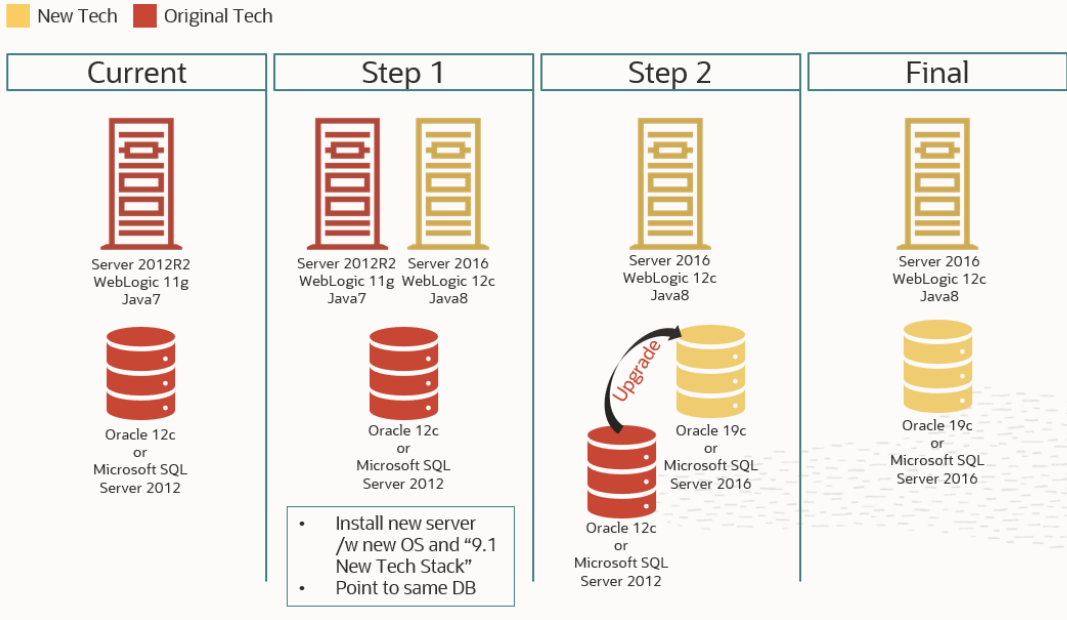 New Tech
Original Tech
Current
Step 1
Step 2
Final
Server 2012R2
WebLogic 11g
Java7
Oracle 12c
or
Microsoft SQL
Server 2012
Server 2012R2
WebLogic 11g
Java7
Server 2016
WebLogic 12c
Java8
Oracle 12c
or
Microsoft SQL
Server 2012
• Install new server
/w new OS and “9.1
New Tech Stack”
• Point to same DB
Server 2016
WebLogic 12c
Java8
Upgrade
Oracle 19c
or
Microsoft SQL
Server 2016
Oracle 12c
or
Microsoft SQL
Server 2012
Server 2016
WebLogic 12c
Java8
Oracle 19c
or
Microsoft SQL
Server 2016